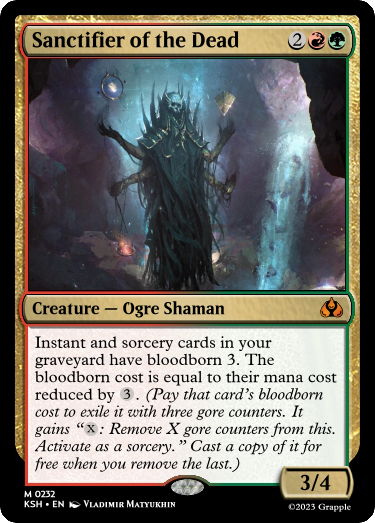 Sanctifier of the Dead 2
Creature — Ogre Shaman
Instant and sorcery cards in your
graveyard have bloodborn 3. The
bloodborn cost is equal to their mana cost
reduced by 3. (Pay that card's bloodborn
cost to exile it with three gore counters. It
gains “X: Remove X gore counters from this.
Activate as a sorcery.” Cast a copy of it for
free when you remove the last.)
3/4
M 0232
KSH • EN Vladimir Matyukhin
©2023 Grapple